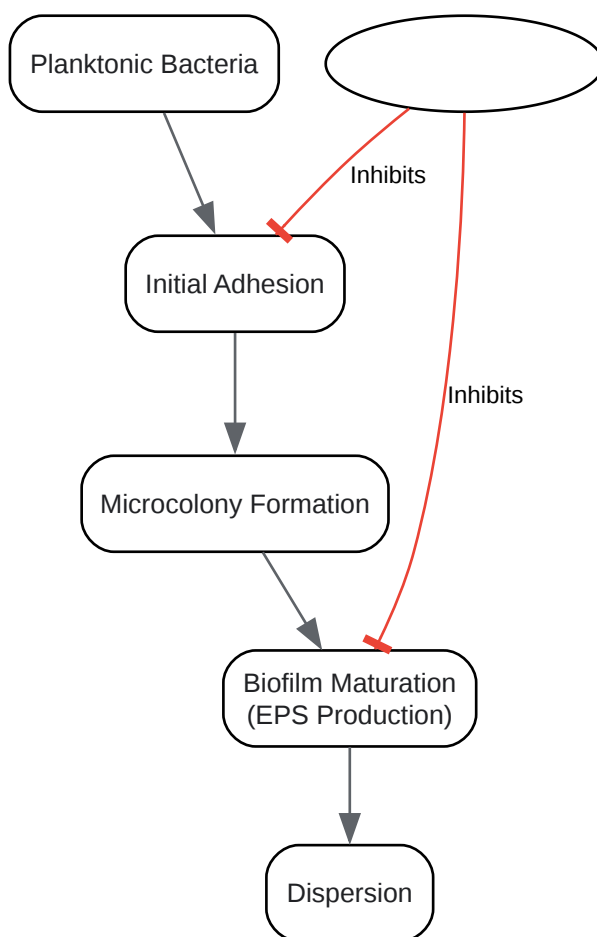 Planktonic Bacteria
Inhibits
Initial Adhesion
Inhibits
Microcolony Formation
Biofilm Maturation
(EPS Production)
Dispersion